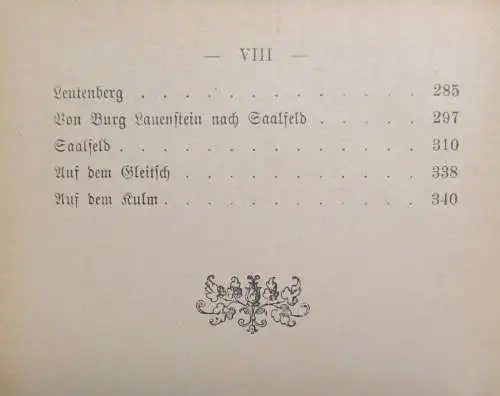 — VIII —
Leutenberg . . . . . . . . . . . . . 285
Von Burg Lauenstein nach Saalfeld . . . . . 297
Saalfeld . . . . . . . . . . . . . . 310
Auf dem Gleitsch . . . . . . . . . . . 338
Auf dem Kulm . . . . . . . . . . . . 340